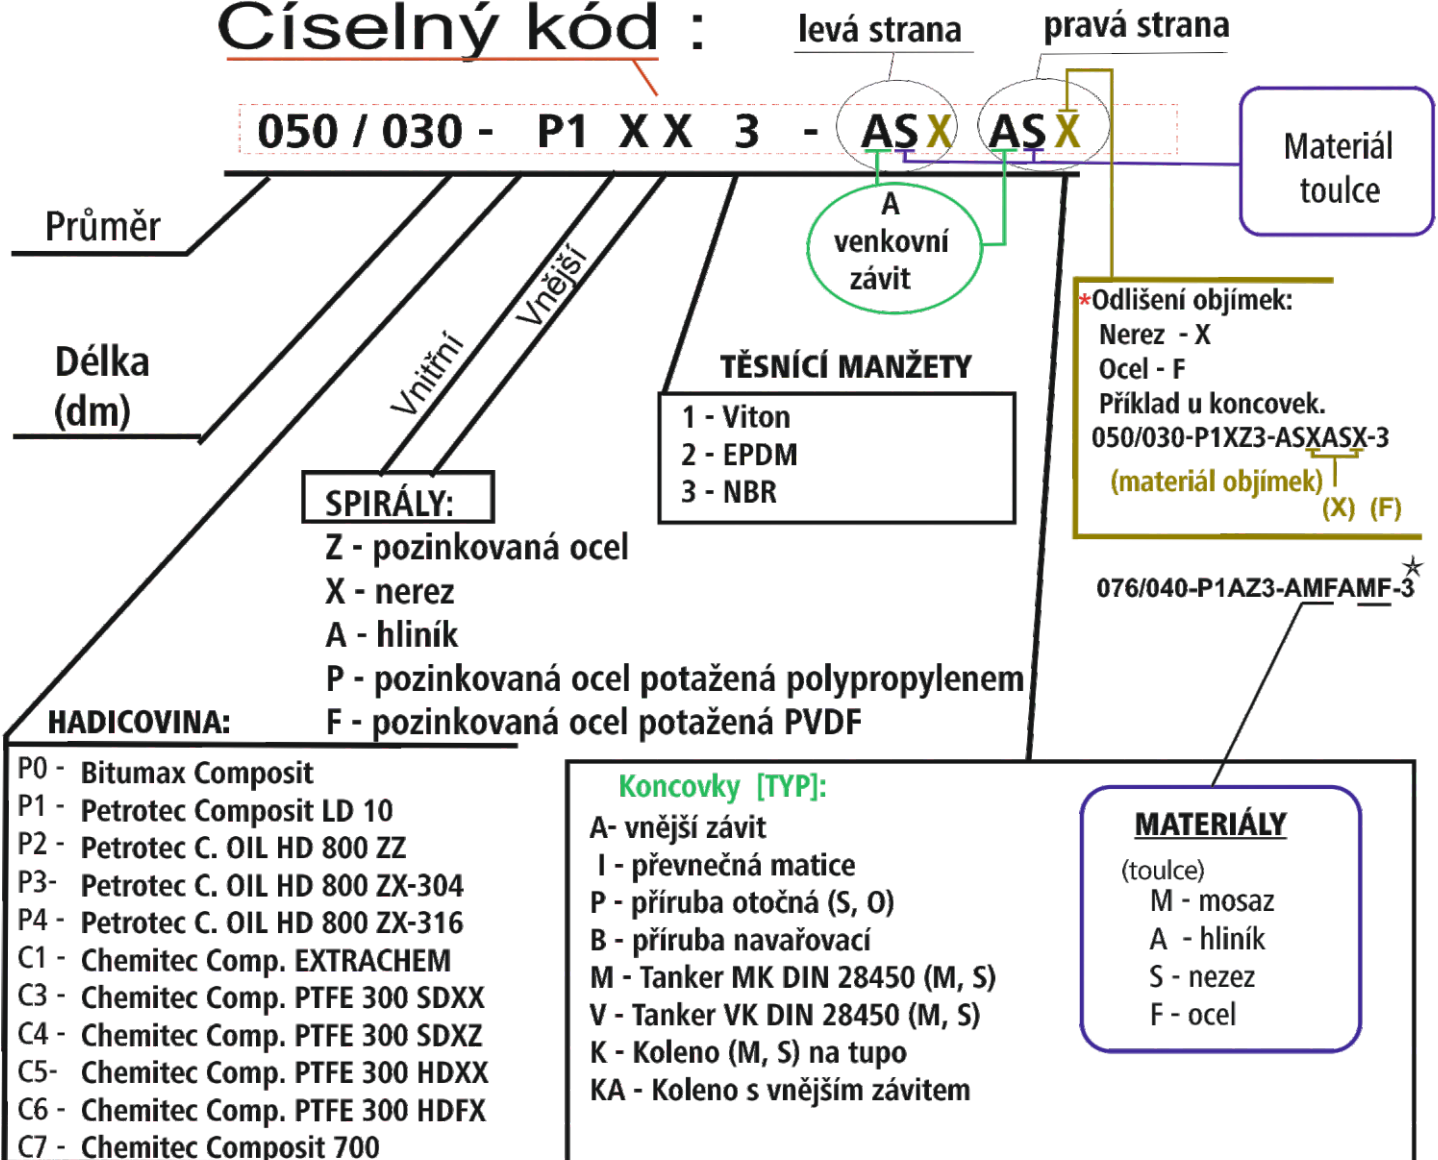 Číselný kód :
levá strana
pravá strana
050 / 030 - P1 X X 3 - ASX ASX
Materiál
toulce
Průměr
A
venkovní
závit
Délka
(dm)
Vnitřní
Vnější
TĚSNÍCÍ MANŽETY
1 - Viton
2 - EPDM
3 - NBR
*Odlišení objímek:
Nerez - X
Ocel - F
Příklad u koncovek.
050/030-P1XZ3-ASXASX-3
(materiál objímek)
(X) (F)
076/040-P1AZ3-AMFAMF-3
SPIRÁLY:
Z - pozinkovaná ocel
X - nerez
A - hliník
P - pozinkovaná ocel potažená polypropylenem
F - pozinkovaná ocel potažená PVDF
HADICOVINA:
P0 - Bitumax Composit
P1 - Petrotec Composit LD 10
P2 - Petrotec C. OIL HD 800 ZZ
P3- Petrotec C. OIL HD 800 ZX-304
P4 - Petrotec C. OIL HD 800 ZX-316
C1 - Chemitec Comp. EXTRACHEM
C3 - Chemitec Comp. PTFE 300 SDXX
C4 - Chemitec Comp. PTFE 300 SDXZ
C5- Chemitec Comp. PTFE 300 HDXX
C6 - Chemitec Comp. PTFE 300 HDFX
C7 - Chemitec Composit 700
Koncovky [TYP]:
A- vnější závit
I - převnečná matice
P - příruba otočná (S, O)
B - příruba navařovací
M - Tanker MK DIN 28450 (M, S)
V - Tanker VK DIN 28450 (M, S)
K - Koleno (M, S) na tupo
KA - Koleno s vnějším závitem
MATERIÁLY
(toulce)
M - mosaz
A - hliník
S - nezez
F - ocel